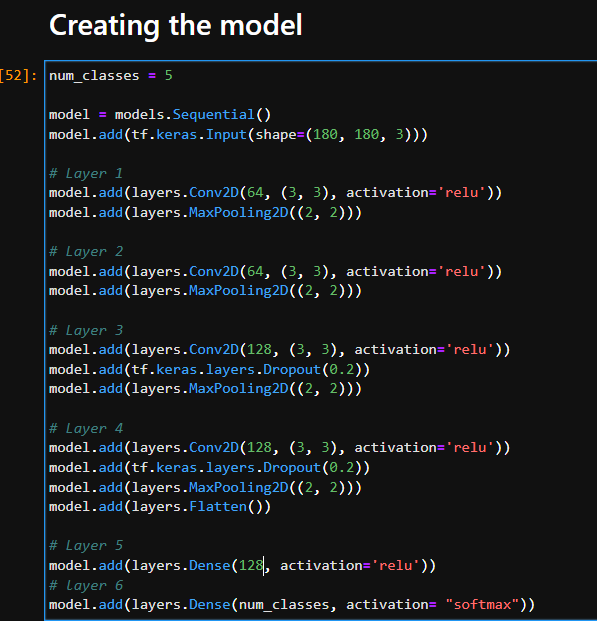 Creating the model
[52]:
num_classes = 5
model = models.Sequential()
model.add(tf.keras.Input(shape=(180, 180, 3)))
# Layer 1
model.add(layers.Conv2D(64, (3, 3), activation='relu'))
model.add(layers.MaxPooling2D((2, 2)))
# Layer 2
model.add(layers.Conv2D(64, (3, 3), activation='relu'))
model.add(layers.MaxPooling2D((2, 2)))
# Layer 3
model.add(layers.Conv2D(128, (3, 3), activation='relu'))
model.add(tf.keras.layers.Dropout(0.2))
model.add(layers.MaxPooling2D((2, 2)))
# Layer 4
model.add(layers.Conv2D(128, (3, 3), activation='relu'))
model.add(tf.keras.layers.Dropout(0.2))
model.add(layers.MaxPooling2D((2, 2)))
model.add(layers.Flatten())
# Layer 5
model.add(layers.Dense(128, activation='relu'))
# Layer 6
model.add(layers.Dense(num_classes, activation= "softmax"))